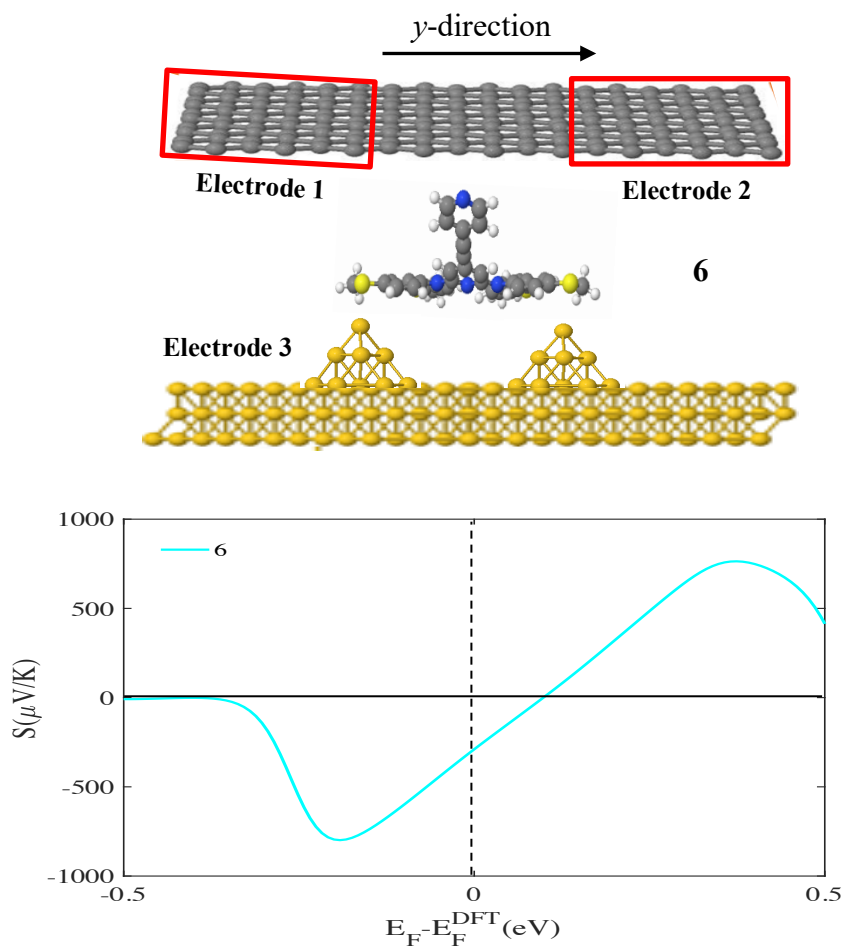 y-direction
Electrode 1
Electrode 2
6
Electrode 3
1000
6
500
0
-500
-1000
S(μV/K)
-0.5
0
0.5
E_F-E_F^DFT(eV)